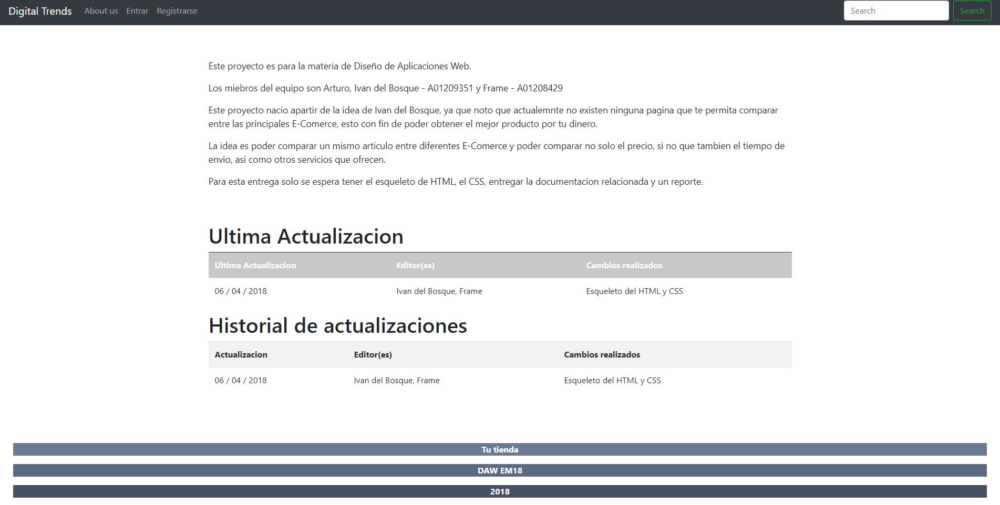 Digital Trends About us Entrar Registrarse Search Search
Este proyecto es para la materia de Diseño de Aplicaciones Web.
Los miebros del equipo son Arturo, Ivan del Bosque - A01209351 y Frame - A01208429
Este proyecto nacio apartir de la idea de Ivan del Bosque, ya que noto que actualemnte no existen ninguna pagina que te permita comparar
entre las principales E-Comerce, esto con fin de poder obtener el mejor producto por tu dinero.
La idea es poder comparar un mismo articulo entre diferentes E-Comerce y poder comparar no solo el precio, si no que tambien el tiempo de
envio, asi como otros servicios que ofrecen.
Para esta entrega solo se espera tener el esqueleto de HTML, el CSS, entregar la documentacion relacionada y un reporte.
Ultima Actualizacion
Ultima Actualizacion Editor(es) Cambios realizados
06 / 04 / 2018 Ivan del Bosque, Frame Esqueleto del HTML y CSS
Historial de actualizaciones
Actualizacion Editor(es) Cambios realizados
06 / 04 / 2018 Ivan del Bosque, Frame Esqueleto del HTML y CSS
Tu tienda
DAW EM18
2018